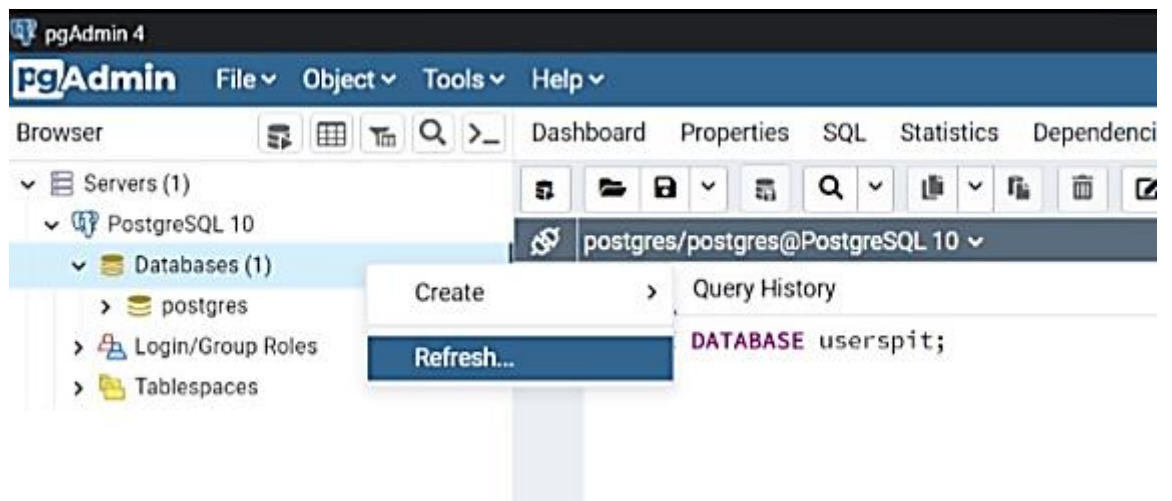 pgAdmin 4
pgAdmin File Object Tools Help
Browser Dashboard Properties SQL Statistics Dependenci
Servers (1)
PostgreSQL 10
postgres/postgres@PostgreSQL 10
Databases (1)
Create
Query History
postgres
Login/Group Roles
Refresh...
DATABASE userspit;
Tablespaces